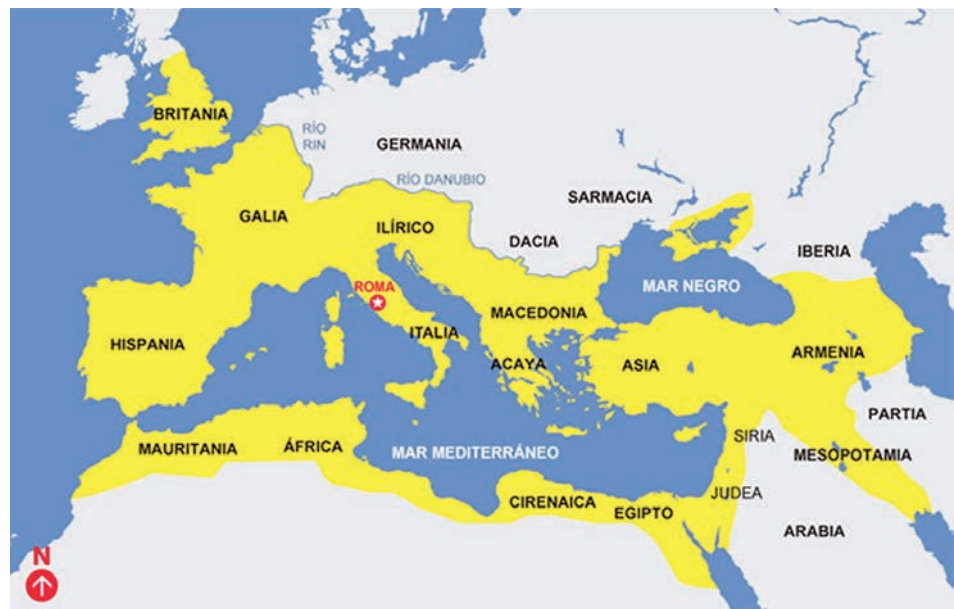 BRITANIA
RÍO
RIN
GERMANIA
RÍO DANUBIO
SARMACIA
GALIA
ILÍRICO
DACIA
IBERIA
ROMA
MAR NEGRO
MACEDONIA
HISPANIA
ITALIA
ACAYA
ASIA
ARMENIA
PARTIA
MAURITANIA
ÁFRICA
MAR MEDITERRÁNEO
SIRIA
MESOPOTAMIA
JUDEA
CIRENAICA
EGIPTO
ARABIA
N